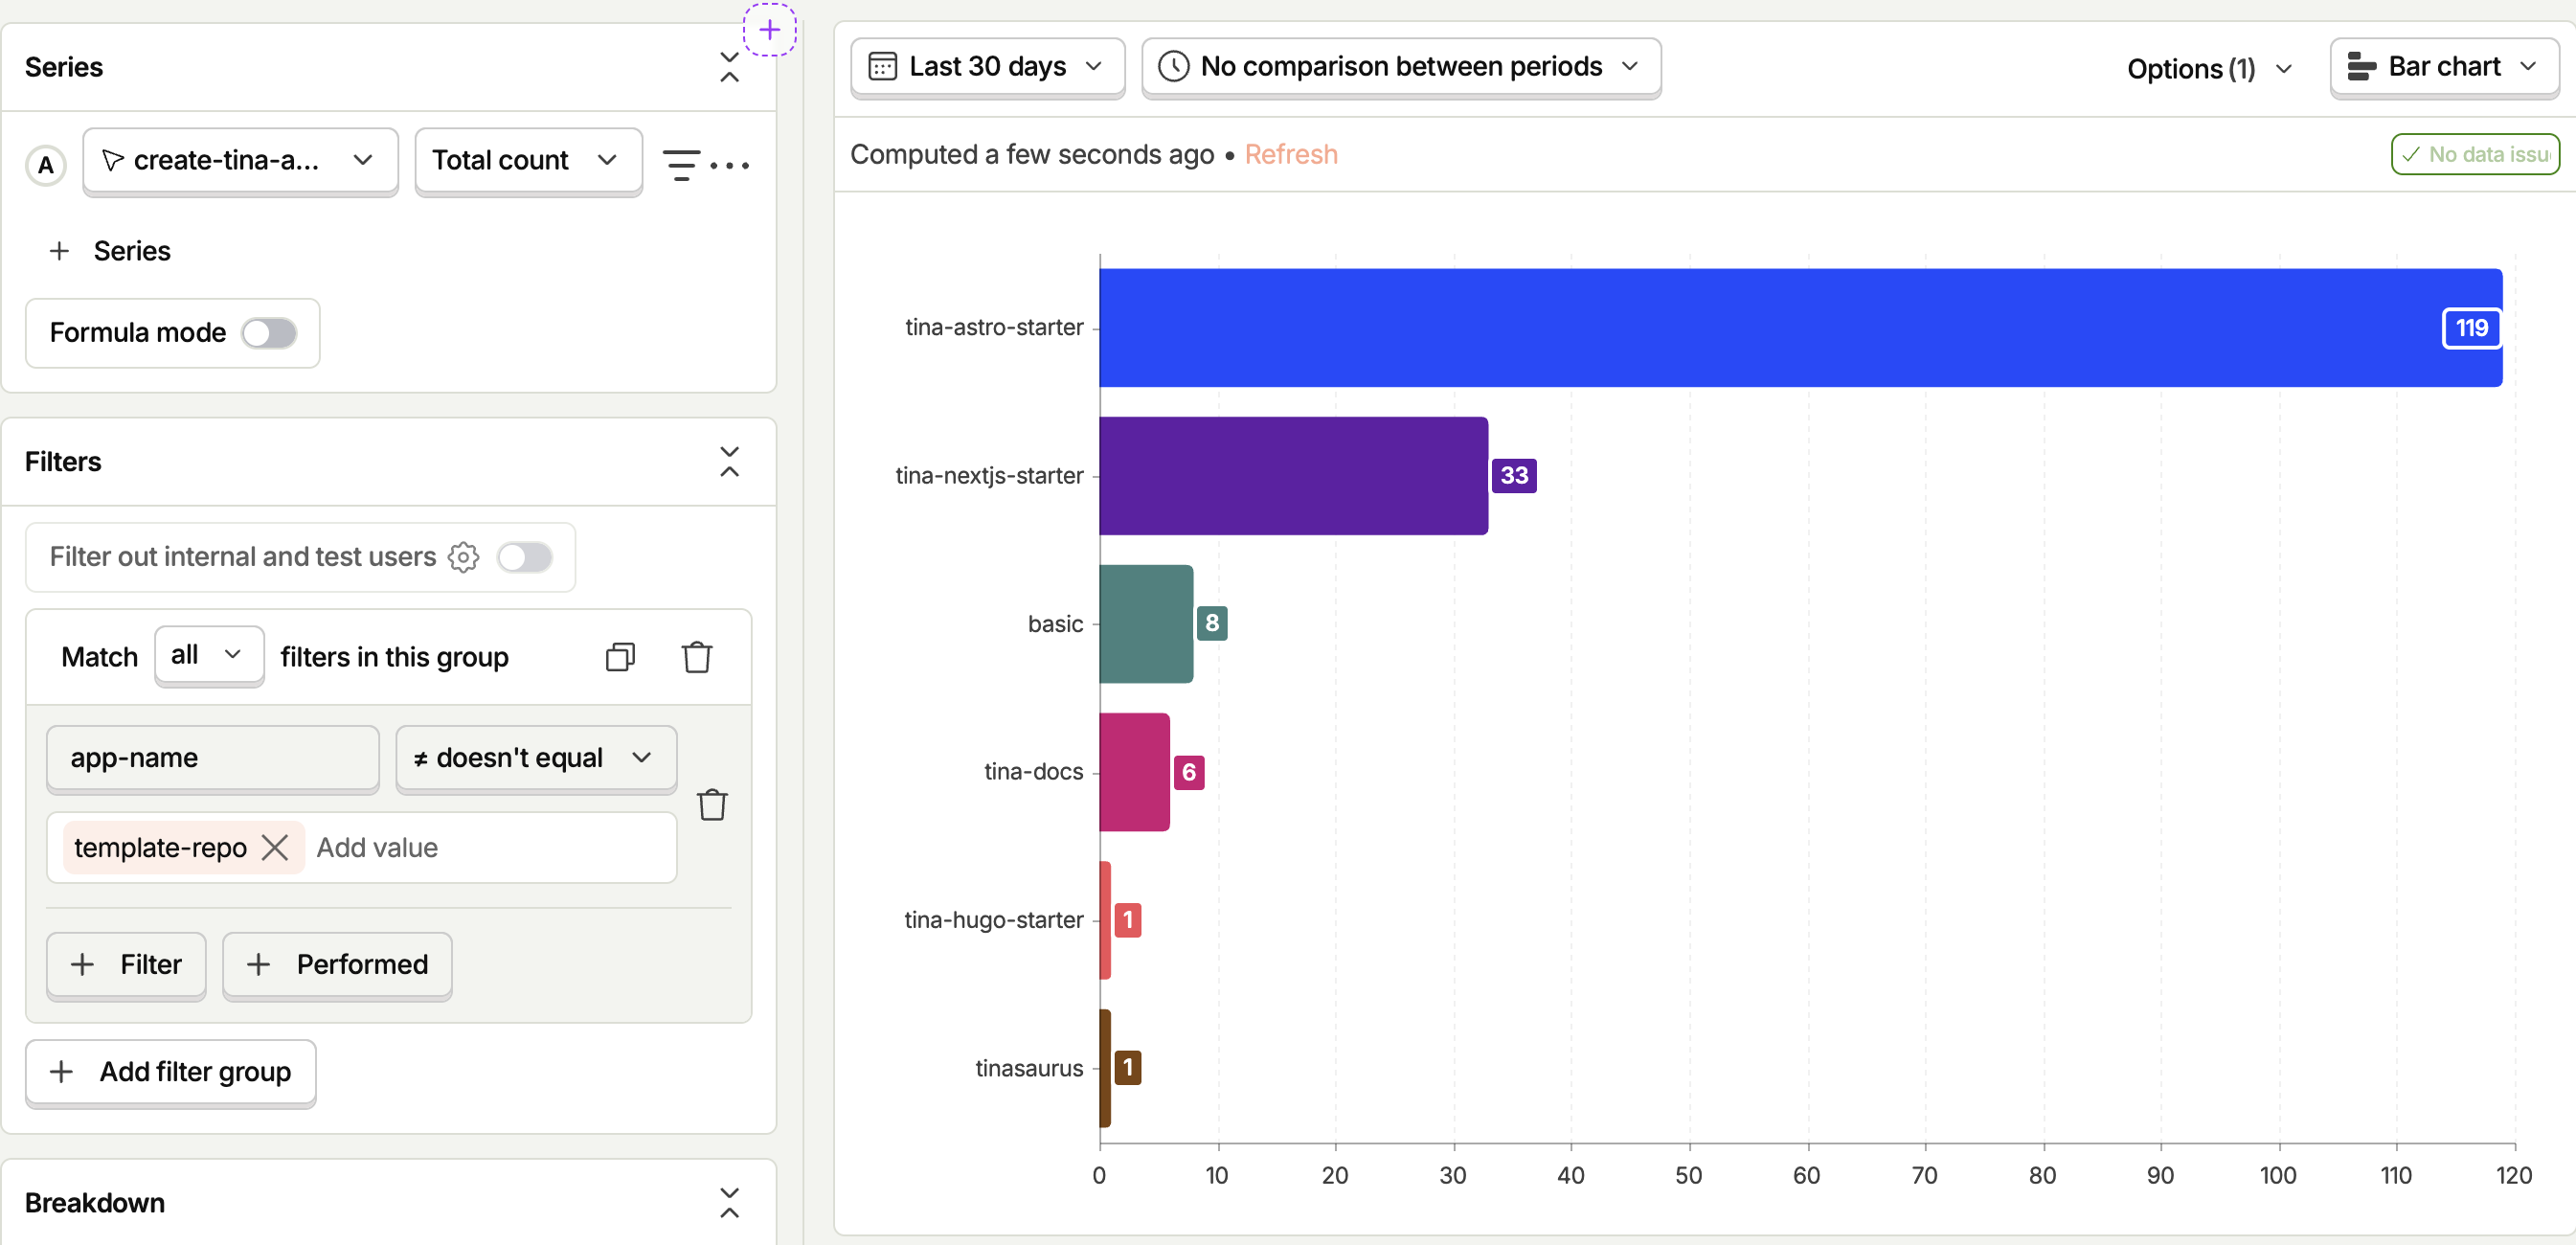 Series
A create-tina-a... Total count
+ Series
Formula mode
Filters
Filter out internal and test users
Match all filters in this group
app-name ≠ doesn't equal
template-repo Add value
+ Filter + Performed
+ Add filter group
Breakdown
Last 30 days No comparison between periods Options (1) Bar chart
Computed a few seconds ago • Refresh No data issu
tina-astro-starter 119
tina-nextjs-starter 33
basic 8
tina-docs 6
tina-hugo-starter 1
tinasaurus 1
0 10 20 30 40 50 60 70 80 90 100 110 120